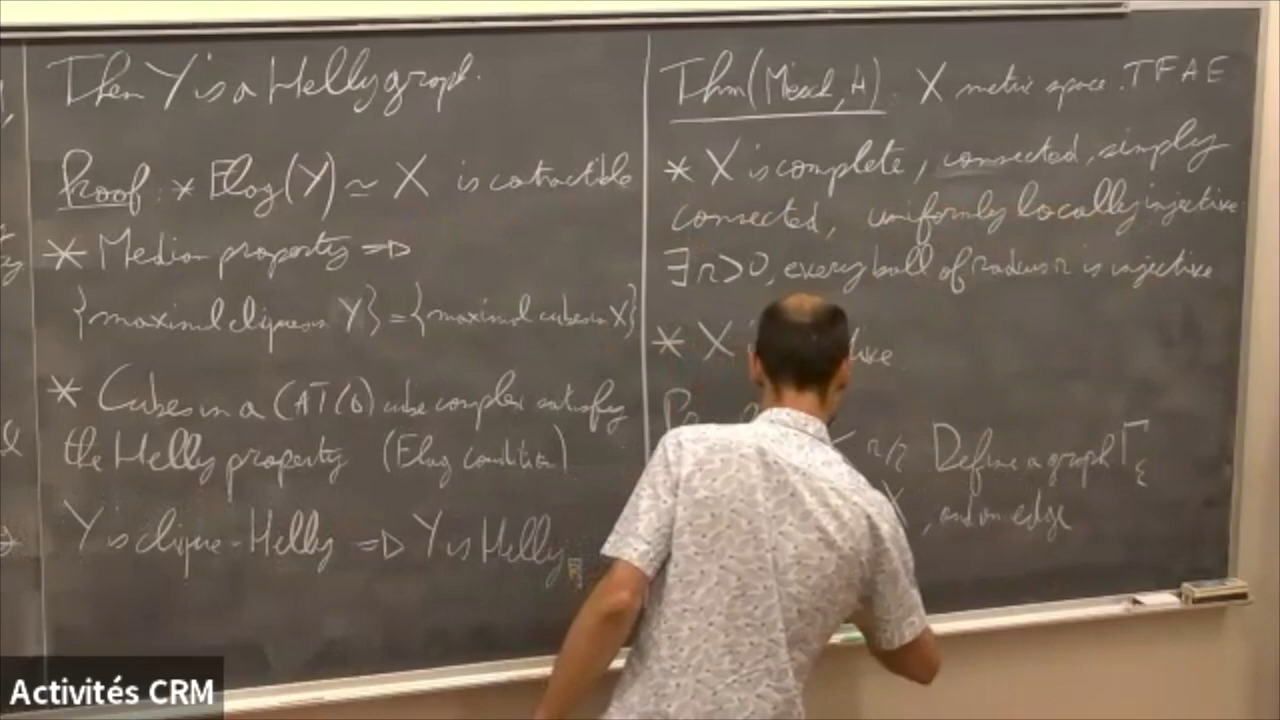 Then Y is a Helly graph.
Proof : * Flag(Y) ≃ X is contractible
* Median property ⇒
{maximal cliques in Y} = {maximal cubes in X}
* Cubes in a CAT(0) cube complex satisfy
the Helly property (Flag condition)
Y is clique-Helly ⇒ Y is Helly
Thm ( , H) X metric space. TFAE
* X is complete, connected, simply
connected, uniformly locally injective
∃ r>0, every ball of radius r is injective
* X
Define a graph Γε
X, and an edge
Activités CRM